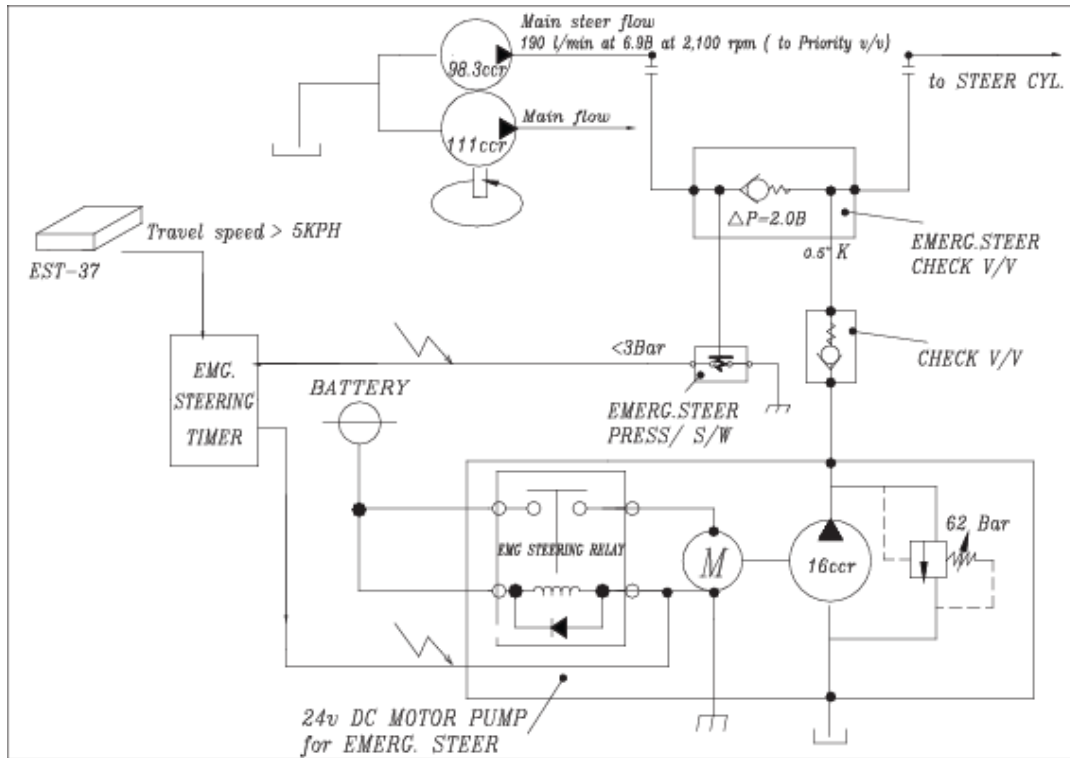 Main steer flow
190 l/min at 6.9B at 2,100 rpm ( to Priority v/v)
98.3ccr
to STEER CYL.
Main flow
111ccr
Travel speed > 5KPH
△P=2.0B
EST-37
EMERG.STEER
CHECK V/V
0.5" K
<3Bar
CHECK V/V
EMG.
STEERING
TIMER
BATTERY
EMERG.STEER
PRESS/ S/W
62 Bar
EMG STEERING RELAY
M
16ccr
24v DC MOTOR PUMP
for EMERG. STEER